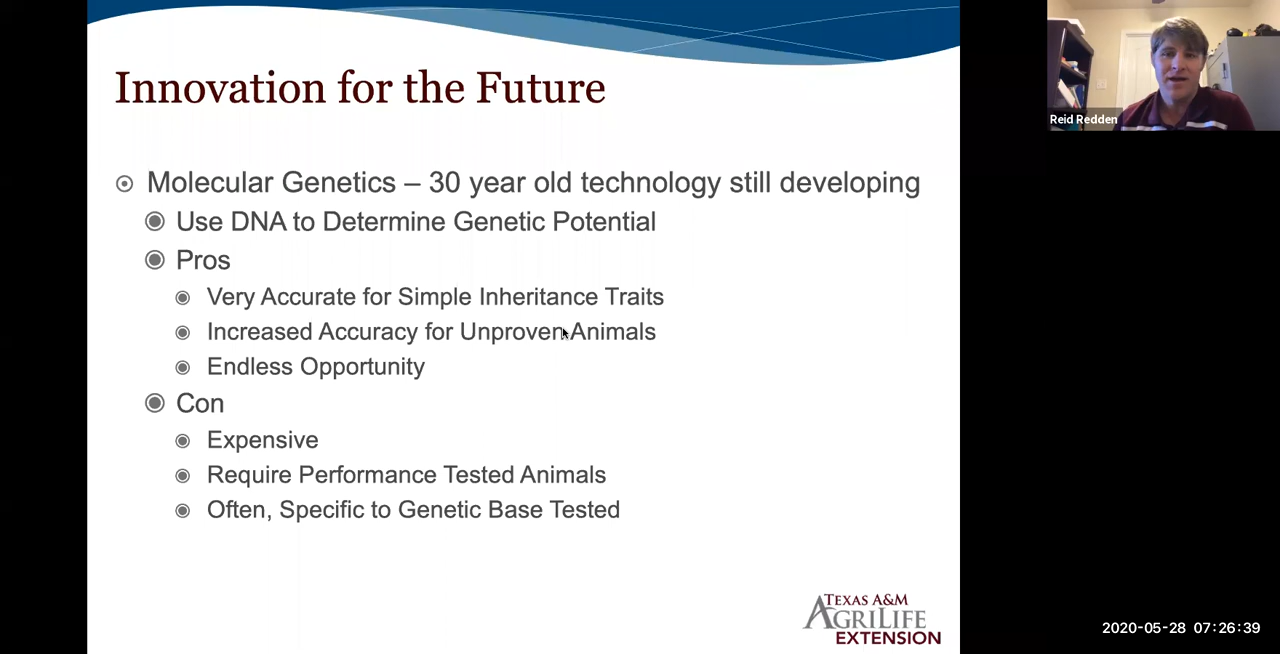 Innovation for the Future
Molecular Genetics – 30 year old technology still developing
Use DNA to Determine Genetic Potential
Pros
Very Accurate for Simple Inheritance Traits
Increased Accuracy for Unproven Animals
Endless Opportunity
Con
Expensive
Require Performance Tested Animals
Often, Specific to Genetic Base Tested
TEXAS A&M
AGRILIFE
EXTENSION
Reid Redden
2020-05-28 07:26:39